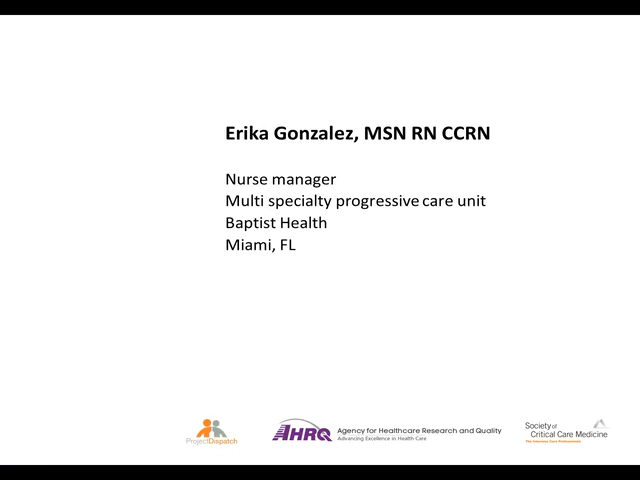 Erika Gonzalez, MSN RN CCRN
Nurse manager
Multi specialty progressive care unit
Baptist Health
Miami, FL
ProjectDispatch
AHRQ
Agency for Healthcare Research and Quality
Advancing Excellence in Health Care
Society of
Critical Care Medicine
The Intensive Care Professionals